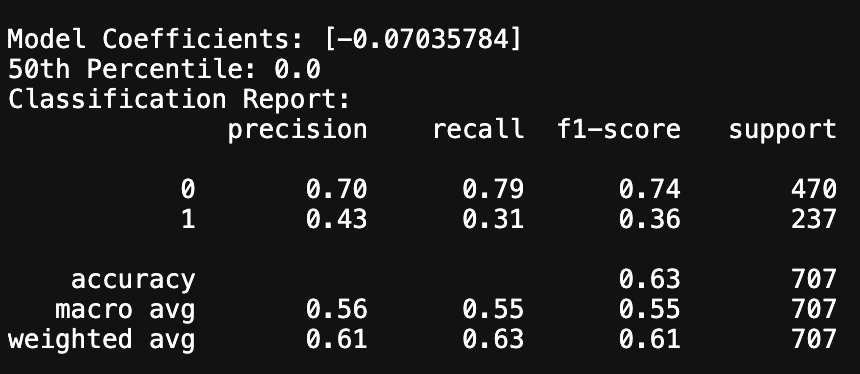 Model Coefficients: [-0.07035784]
50th Percentile: 0.0
Classification Report:
precision recall f1-score support
0 0.70 0.79 0.74 470
1 0.43 0.31 0.36 237
accuracy 0.63 707
macro avg 0.56 0.55 0.55 707
weighted avg 0.61 0.63 0.61 707